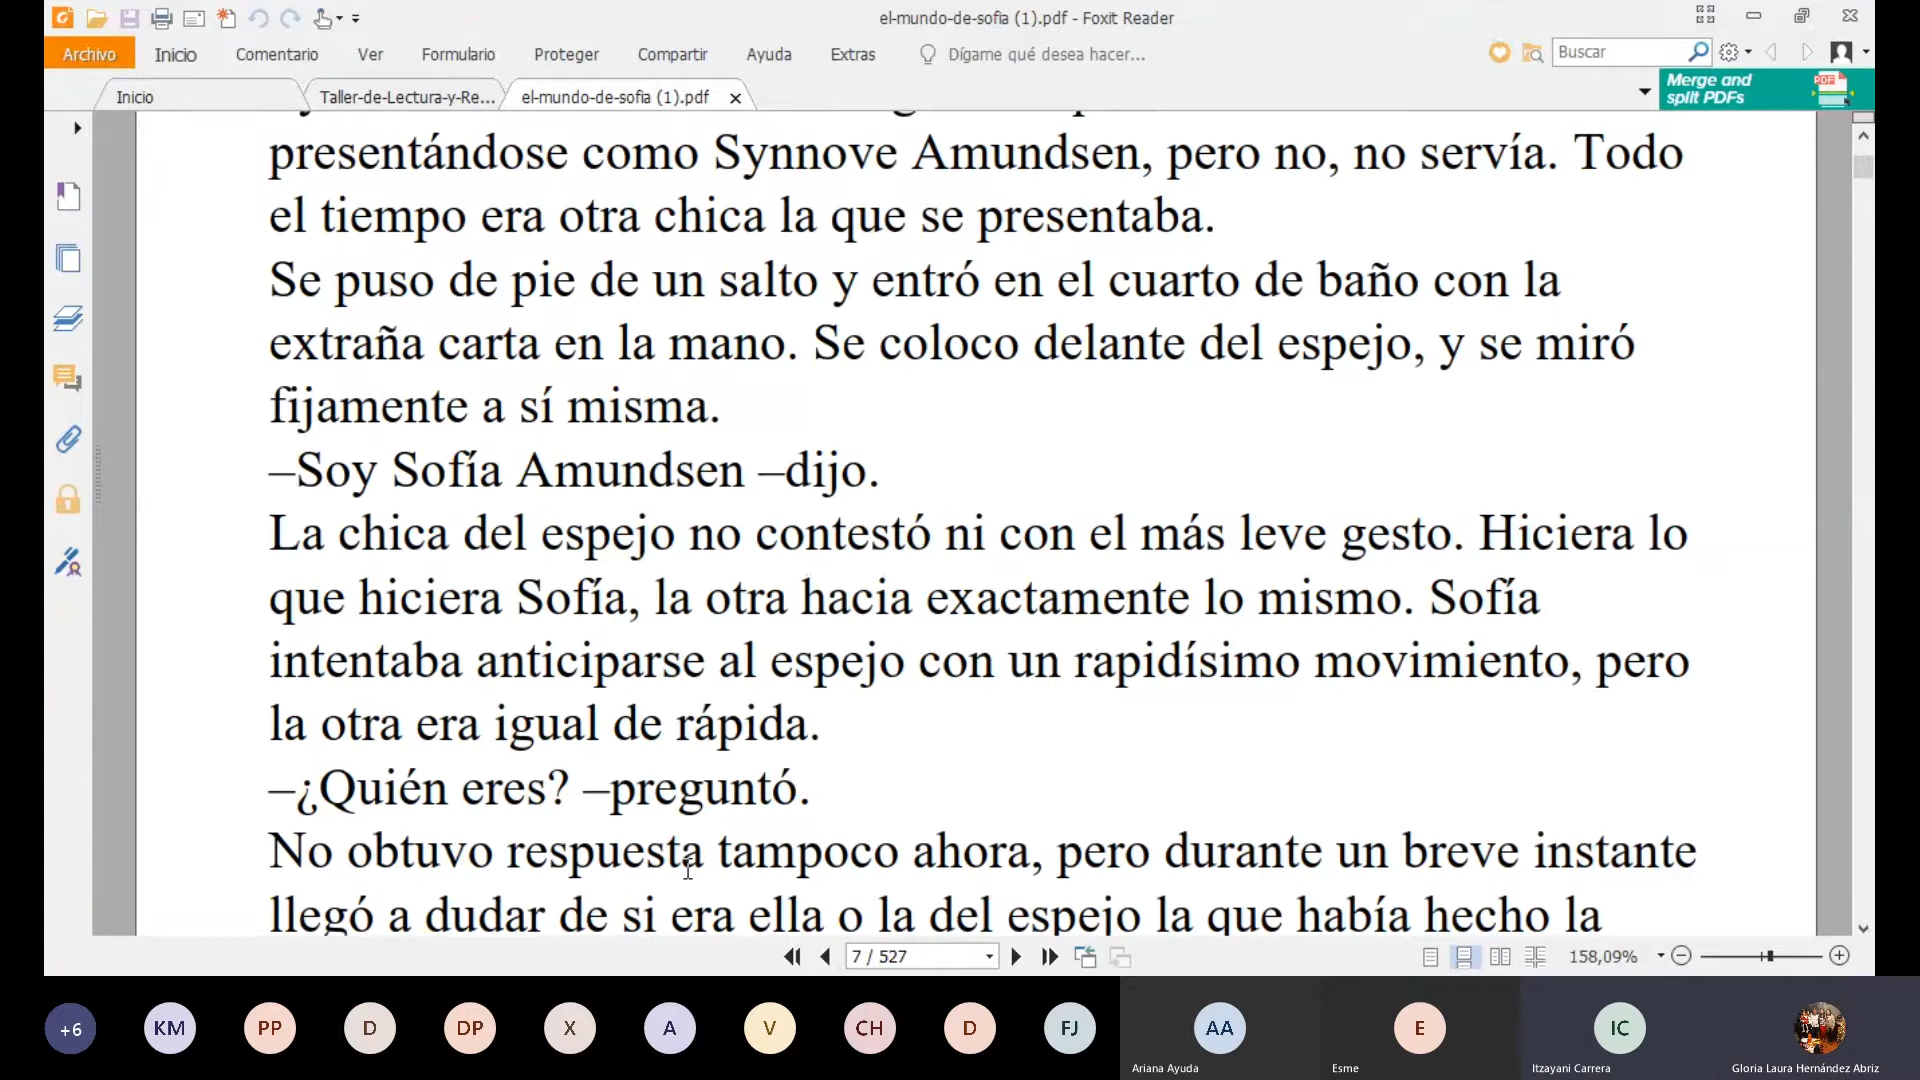 el-mundo-de-sofia (1).pdf - Foxit Reader
Archivo Inicio Comentario Ver Formulario Proteger Compartir Ayuda Extras Dígame qué desea hacer... Buscar
Inicio Taller-de-Lectura-y-Re... el-mundo-de-sofia (1).pdf
Merge and
split PDFs
PDF
presentándose como Synnove Amundsen, pero no, no servía. Todo
el tiempo era otra chica la que se presentaba.
Se puso de pie de un salto y entró en el cuarto de baño con la
extraña carta en la mano. Se coloco delante del espejo, y se miró
fijamente a sí misma.
–Soy Sofía Amundsen –dijo.
La chica del espejo no contestó ni con el más leve gesto. Hiciera lo
que hiciera Sofía, la otra hacia exactamente lo mismo. Sofía
intentaba anticiparse al espejo con un rapidísimo movimiento, pero
la otra era igual de rápida.
–¿Quién eres? –preguntó.
No obtuvo respuesta tampoco ahora, pero durante un breve instante
llegó a dudar de si era ella o la del espejo la que había hecho la
7 / 527 158,09%
+6 KM PP D DP X A V CH D FJ AA E IC
Ariana Ayuda Esme Itzayani Carrera Gloria Laura Hernández Abriz